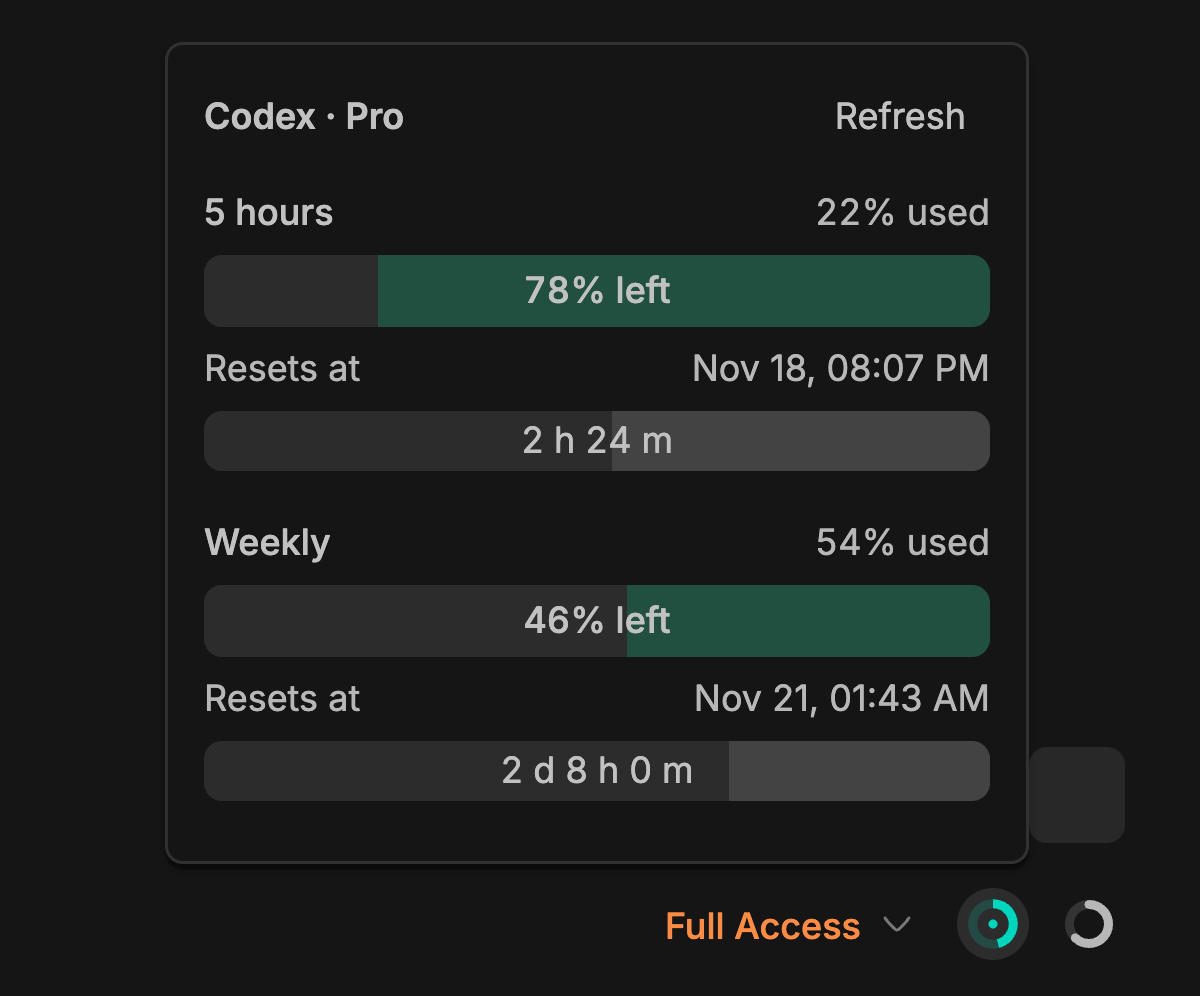 Codex · Pro Refresh
5 hours 22% used
78% left
Resets at Nov 18, 08:07 PM
2 h 24 m
Weekly 54% used
46% left
Resets at Nov 21, 01:43 AM
2 d 8 h 0 m
Full Access